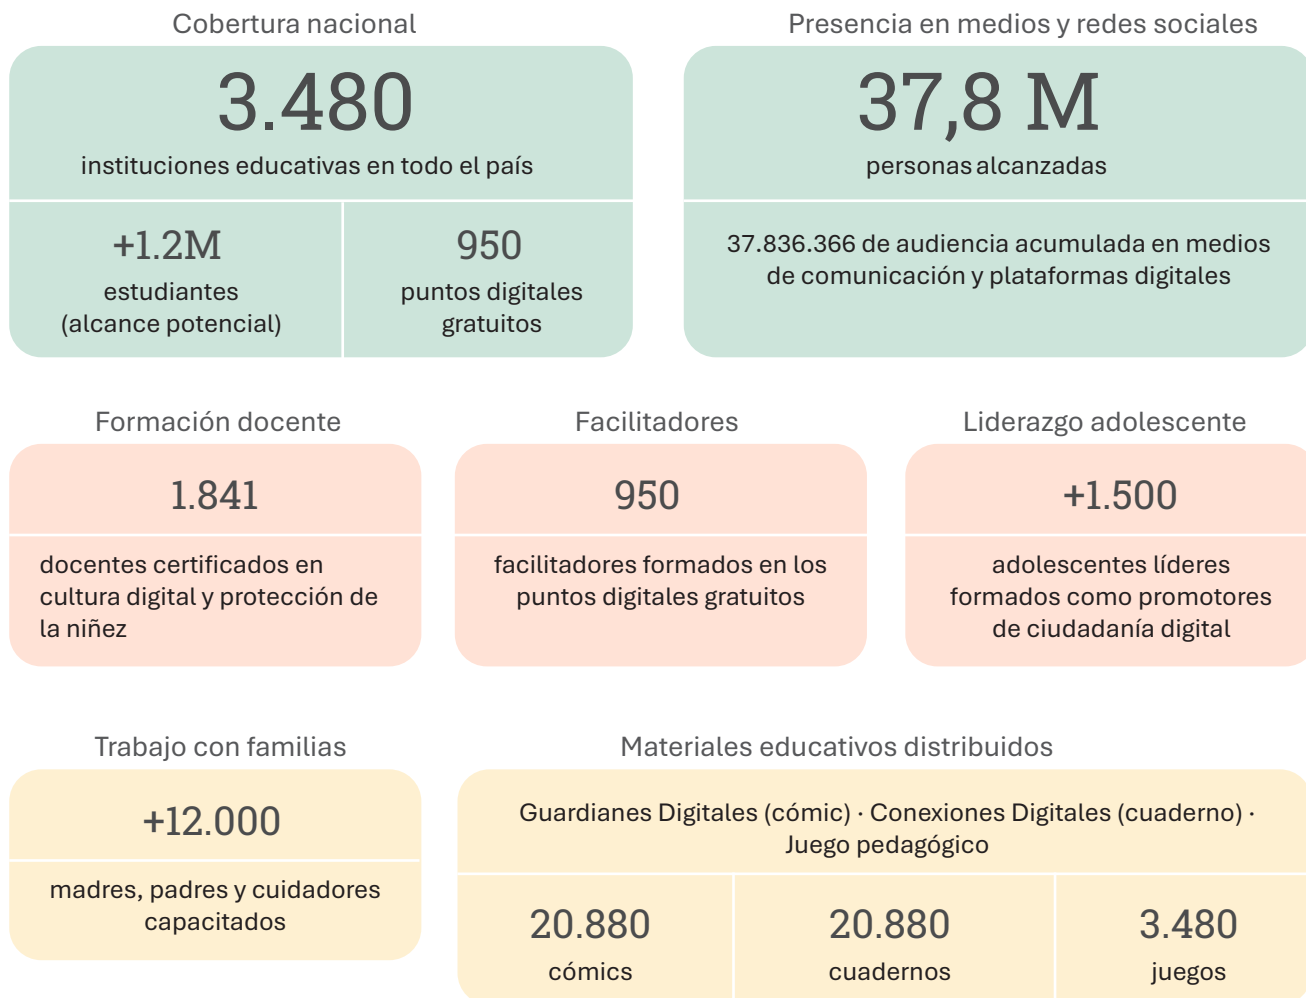 Cobertura nacional
3.480
instituciones educativas en todo el país
+1.2M
estudiantes
(alcance potencial)
950
puntos digitales
gratuitos
Presencia en medios y redes sociales
37,8 M
personas alcanzadas
37.836.366 de audiencia acumulada en medios
de comunicación y plataformas digitales
Formación docente
1.841
docentes certificados en
cultura digital y protección de
la niñez
Facilitadores
950
facilitadores formados en los
puntos digitales gratuitos
Liderazgo adolescente
+1.500
adolescentes líderes
formados como promotores
de ciudadanía digital
Trabajo con familias
+12.000
madres, padres y cuidadores
capacitados
Materiales educativos distribuidos
Guardianes Digitales (cómic) · Conexiones Digitales (cuaderno) ·
Juego pedagógico
20.880
cómics
20.880
cuadernos
3.480
juegos